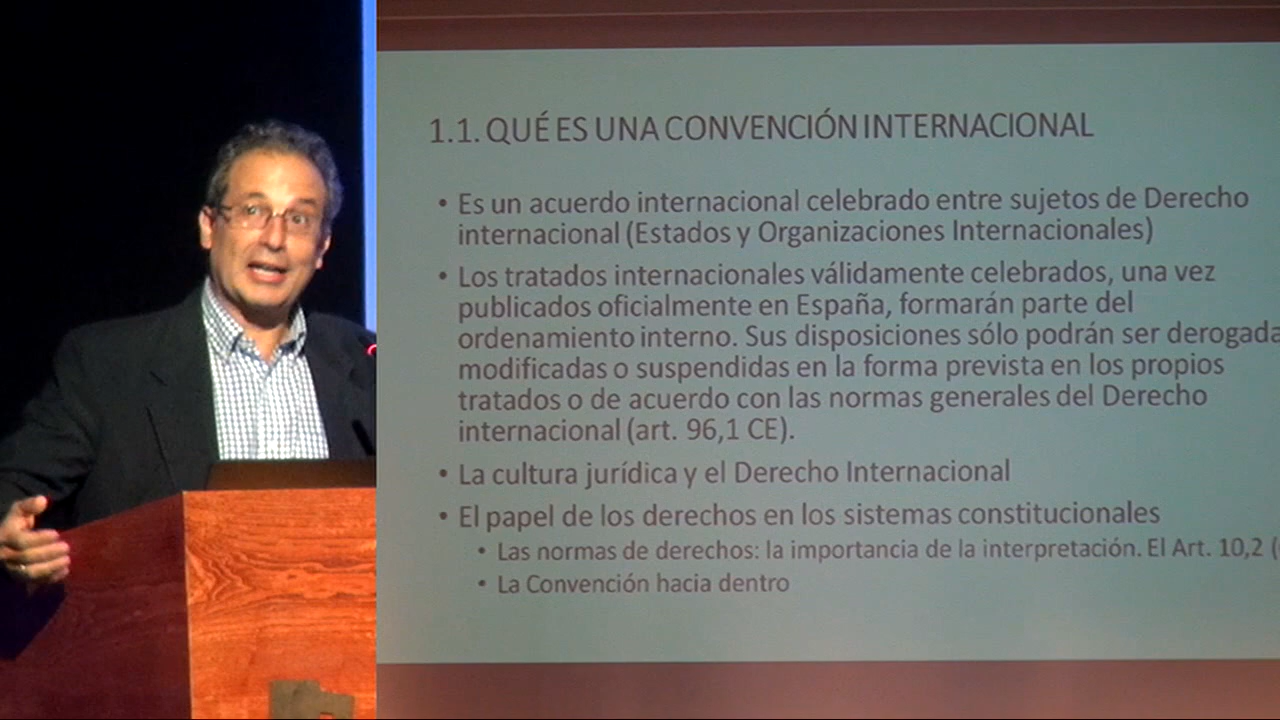 1.1. QUÉ ES UNA CONVENCIÓN INTERNACIONAL
• Es un acuerdo internacional celebrado entre sujetos de Derecho
internacional (Estados y Organizaciones Internacionales)
• Los tratados internacionales válidamente celebrados, una vez
publicados oficialmente en España, formarán parte del
ordenamiento interno. Sus disposiciones sólo podrán ser derogada
modificadas o suspendidas en la forma prevista en los propios
tratados o de acuerdo con las normas generales del Derecho
internacional (art. 96,1 CE).
• La cultura jurídica y el Derecho Internacional
• El papel de los derechos en los sistemas constitucionales
• Las normas de derechos: la importancia de la interpretación. El Art. 10,2 (
• La Convención hacia dentro